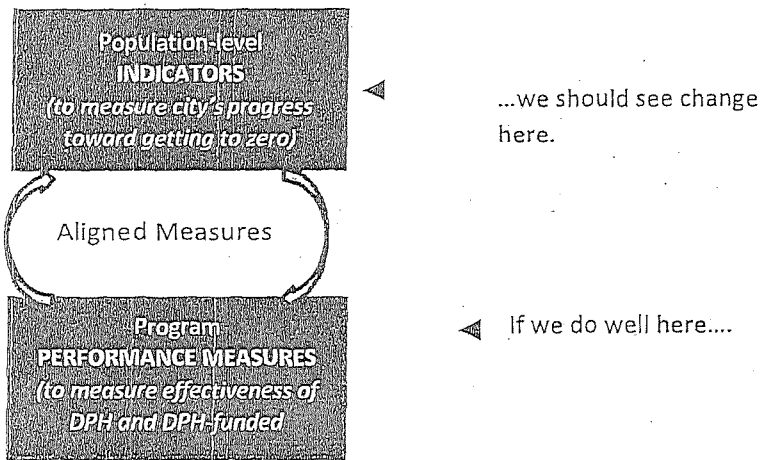 Population-level
INDICATORS
(to measure city's progress
toward getting to zero)
...we should see change
here.
Aligned Measures
Program
PERFORMANCE MEASURES
(to measure effectiveness of
DPH and DPH-funded
If we do well here....